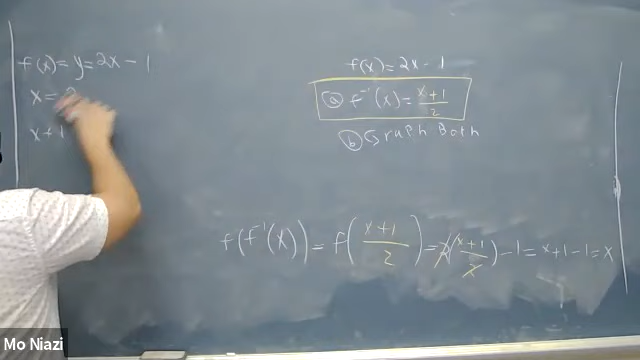 f(x)=y=2x-1
x=
x+1
f(x)=2x-1
ⓐ f⁻¹(x)=(x+1)/2
ⓑ Graph Both
f(f⁻¹(x))=f((x+1)/2)=2((x+1)/2)-1=x+1-1=x
Mo Niazi